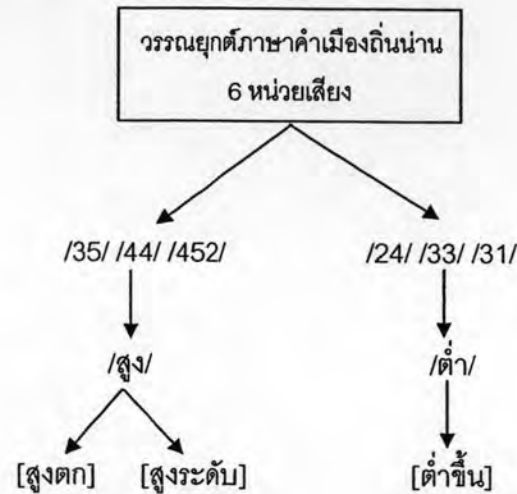 วรรณยุกต์ภาษาคำเมืองถิ่นน่าน
6 หน่วยเสียง
/35/ /44/ /452/ /24/ /33/ /31/
/สูง/ /ต่ำ/
[สูงตก] [สูงระดับ] [ต่ำขึ้น]